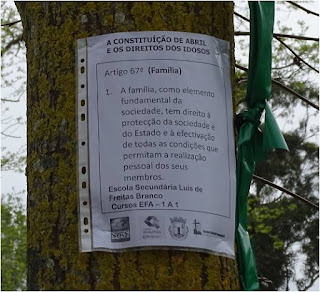 A CONSTITUIÇÃO DE ABRIL
E OS DIREITOS DOS IDOSOS
Artigo 67º (Família)
1. A família, como elemento
fundamental da
sociedade, tem direito à
protecção da sociedade e
do Estado e à efectivação
de todas as condições que
permitam a realização
pessoal dos seus
membros.
Escola Secundária Luís de
Freitas Branco
Cursos EFA – 1 A 1